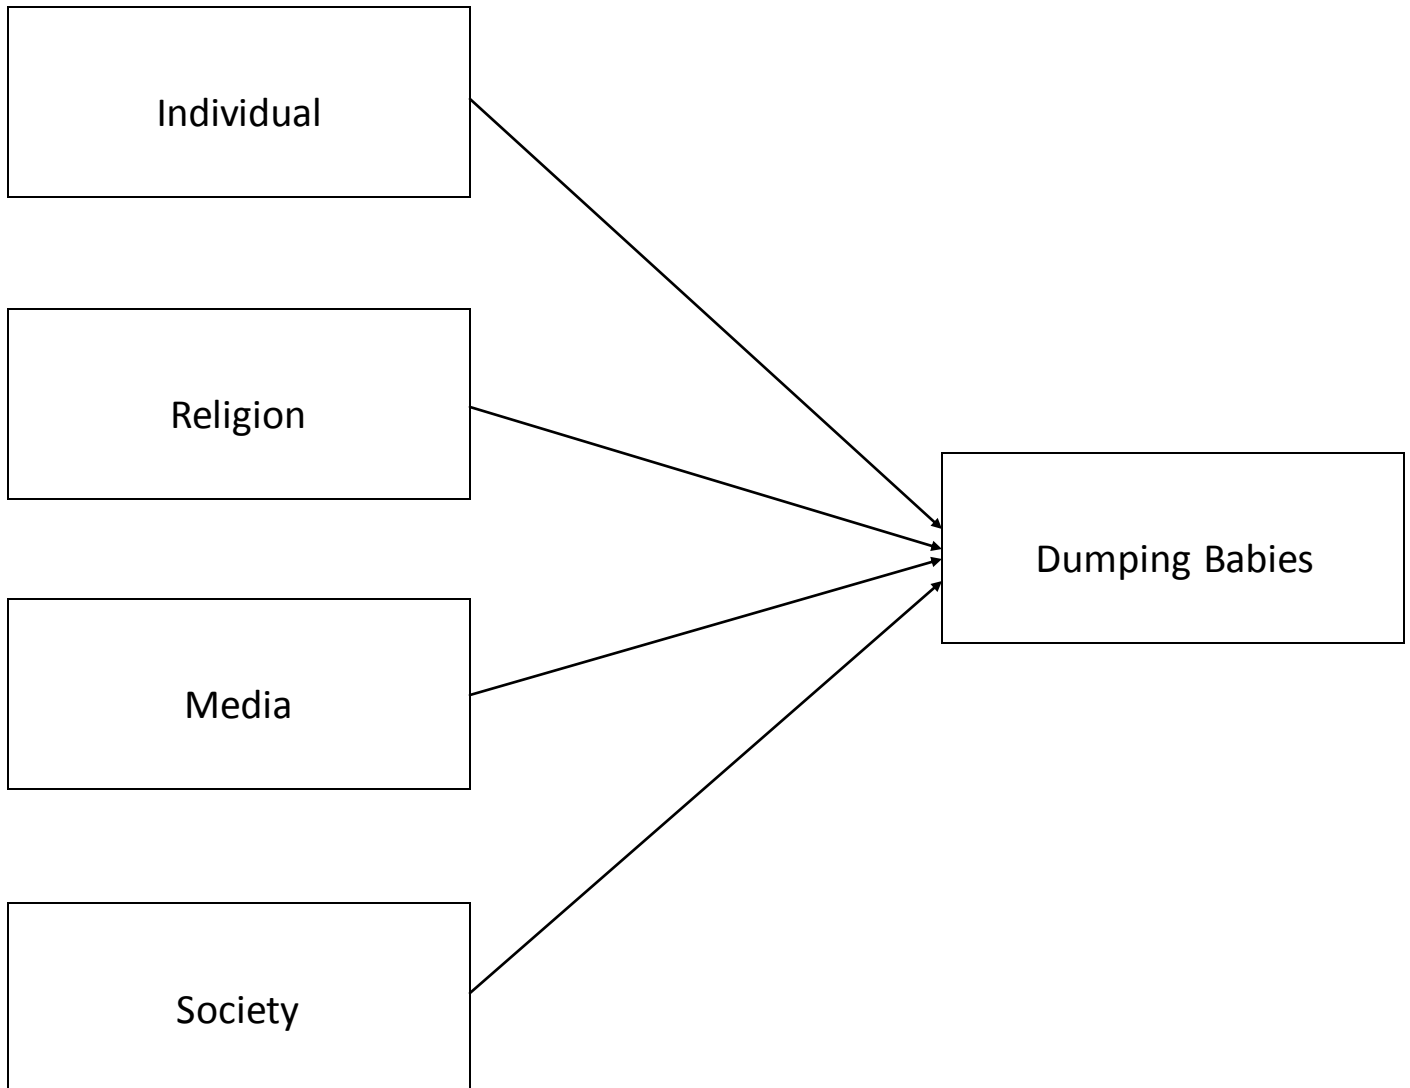 Individual
Religion
Dumping Babies
Media
Society